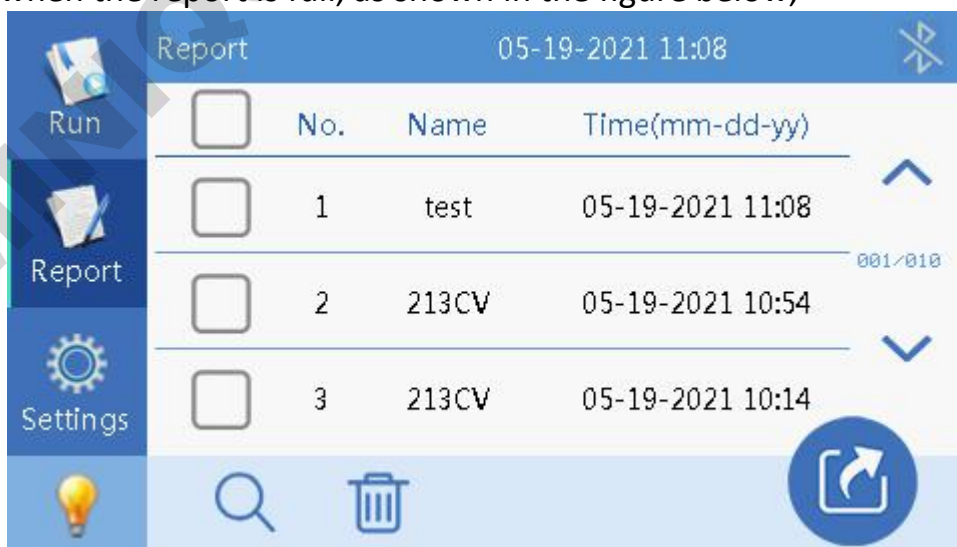 when the report is full, as shown in the figure below)
Report 05-19-2021 11:08
Run
No. Name Time(mm-dd-yy)
1 test 05-19-2021 11:08
Report
001/010
2 213CV 05-19-2021 10:54
3 213CV 05-19-2021 10:14
Settings